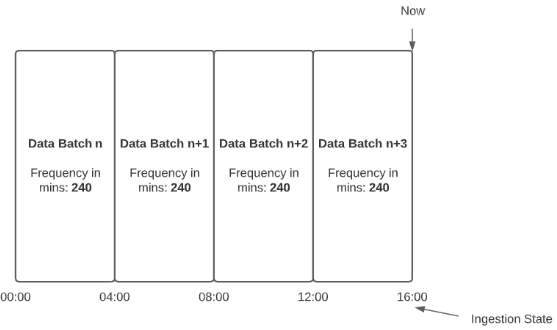 Now
Data Batch n
Frequency in
mins: 240
Data Batch n+1
Frequency in
mins: 240
Data Batch n+2
Frequency in
mins: 240
Data Batch n+3
Frequency in
mins: 240
00:00
04:00
08:00
12:00
16:00
Ingestion State